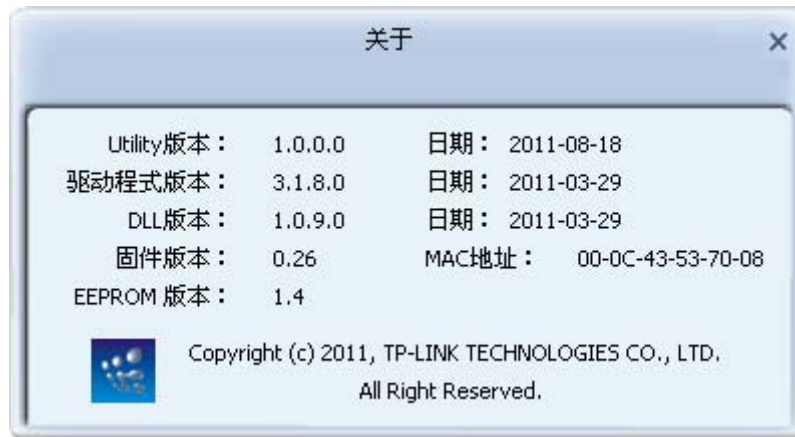 关于
Utility版本： 1.0.0.0 日期： 2011-08-18
驱动程式版本： 3.1.8.0 日期： 2011-03-29
DLL版本： 1.0.9.0 日期： 2011-03-29
固件版本： 0.26 MAC地址： 00-0C-43-53-70-08
EEPROM 版本： 1.4
Copyright (c) 2011, TP-LINK TECHNOLOGIES CO., LTD.
All Right Reserved.